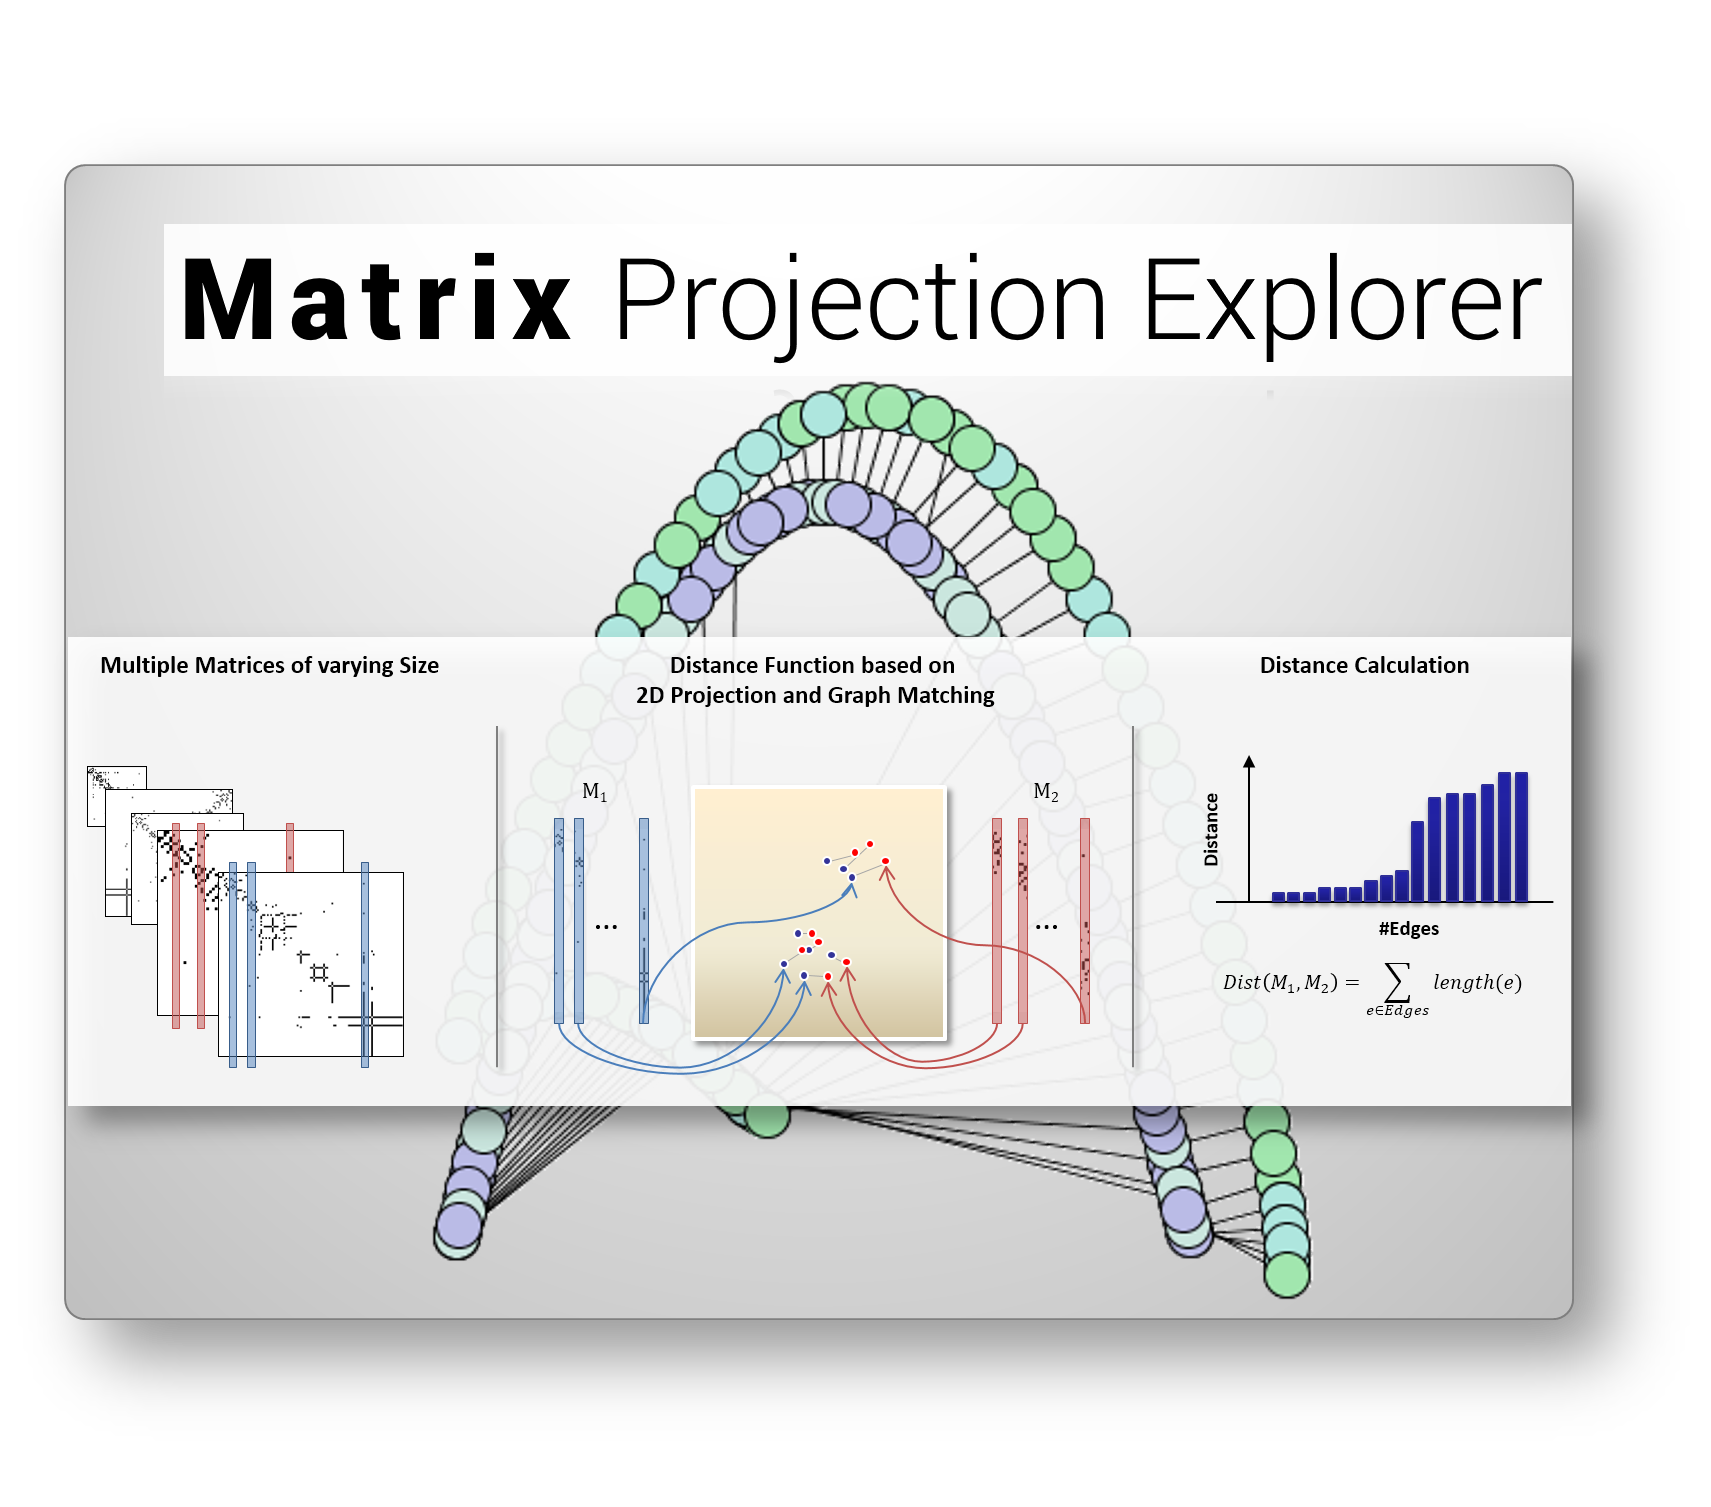 Matrix Projection Explorer
Multiple Matrices of varying Size
Distance Function based on
2D Projection and Graph Matching
Distance Calculation
M₁
...
M₂
...
Distance
#Edges
Dist(M₁, M₂) = ∑ length(e)
e∈Edges